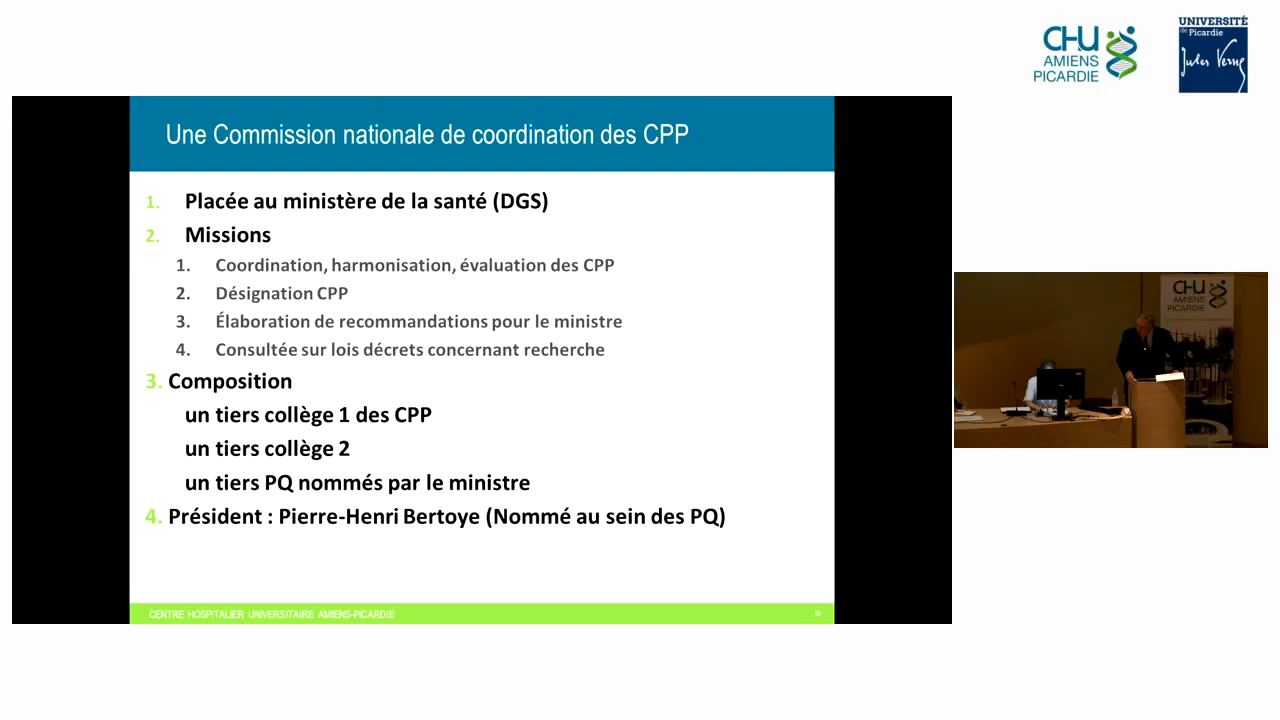 CHU
AMIENS
PICARDIE
UNIVERSITÉ
de Picardie
Jules Verne
Une Commission nationale de coordination des CPP
1. Placée au ministère de la santé (DGS)
2. Missions
1. Coordination, harmonisation, évaluation des CPP
2. Désignation CPP
3. Élaboration de recommandations pour le ministre
4. Consultée sur lois décrets concernant recherche
3. Composition
un tiers collège 1 des CPP
un tiers collège 2
un tiers PQ nommés par le ministre
4. Président : Pierre-Henri Bertoye (Nommé au sein des PQ)
CENTRE HOSPITALIER UNIVERSITAIRE AMIENS-PICARDIE
CHU
AMIENS
PICARDIE